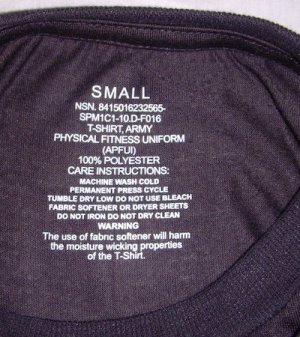 SMALL
NSN. 8415016232565-
SPM1C1-10.D-F016
T-SHIRT, ARMY
PHYSICAL FITNESS UNIFORM
(APFUI)
100% POLYESTER
CARE INSTRUCTIONS:
MACHINE WASH COLD
PERMANENT PRESS CYCLE
TUMBLE DRY LOW DO NOT USE BLEACH
FABRIC SOFTENER OR DRYER SHEETS
DO NOT IRON DO NOT DRY CLEAN
WARNING
The use of fabric softener will harm
the moisture wicking properties
of the T-Shirt.